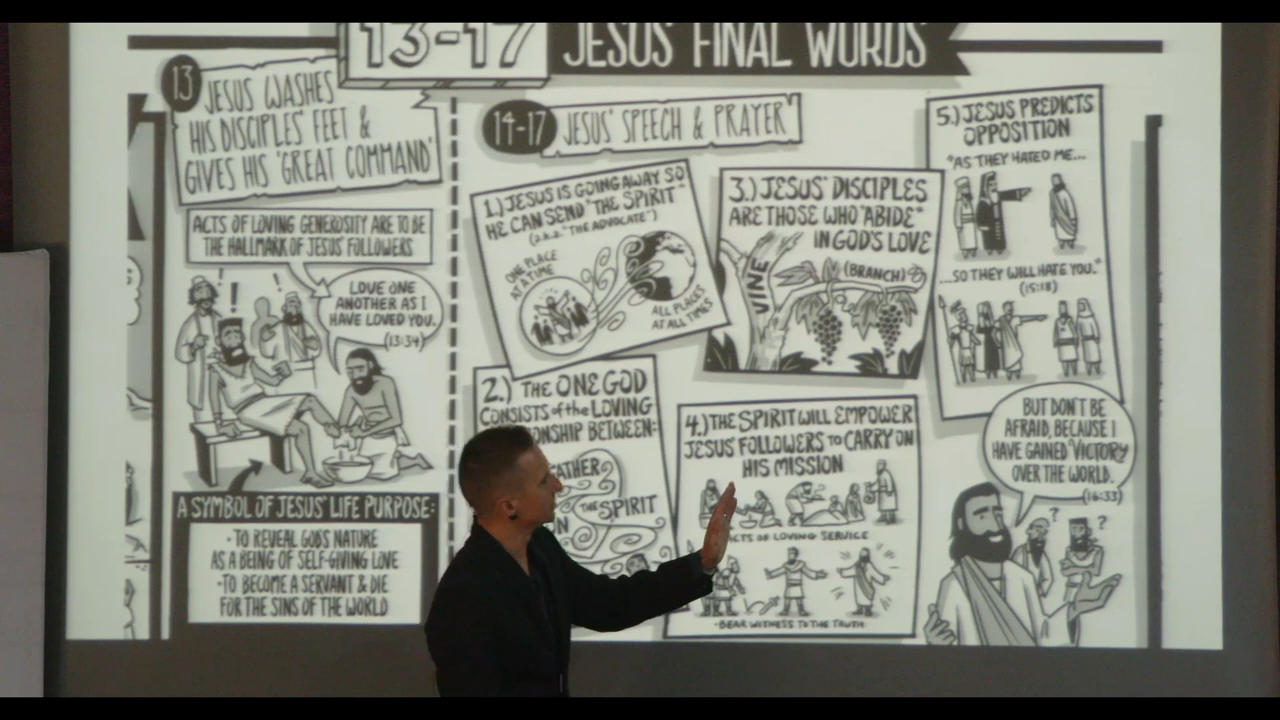 13-17
JESUS' FINAL WORDS
13
JESUS WASHES
HIS DISCIPLES' FEET &
GIVES HIS 'GREAT COMMAND'
ACTS OF LOVING GENEROSITY ARE TO BE
THE HALLMARK OF JESUS' FOLLOWERS
LOVE ONE
ANOTHER AS I
HAVE LOVED YOU.
(13:34)
A SYMBOL OF JESUS' LIFE PURPOSE:
• TO REVEAL GOD'S NATURE
AS A BEING OF SELF-GIVING LOVE
• TO BECOME A SERVANT & DIE
FOR THE SINS OF THE WORLD
14-17
JESUS' SPEECH & PRAYER
1.) JESUS IS GOING AWAY SO
HE CAN SEND "THE SPIRIT"
(a.k.a. "THE ADVOCATE")
ONE PLACE
AT A TIME
ALL PLACES
AT ALL TIMES
2.) THE ONE GOD
CONSISTS of the LOVING
BETWEEN:
THE SPIRIT
3.) JESUS' DISCIPLES
ARE THOSE WHO "ABIDE"
IN GOD'S LOVE
VINE
(BRANCH)
4.) THE SPIRIT WILL EMPOWER
JESUS' FOLLOWERS TO CARRY ON
HIS MISSION
OF LOVING SERVICE
• BEAR WITNESS TO THE TRUTH
5.) JESUS PREDICTS
OPPOSITION
"AS THEY HATED ME...
...SO THEY WILL HATE YOU."
(15:18)
BUT DON'T BE
AFRAID, BECAUSE I
HAVE GAINED VICTORY
OVER THE WORLD.
(16:33)